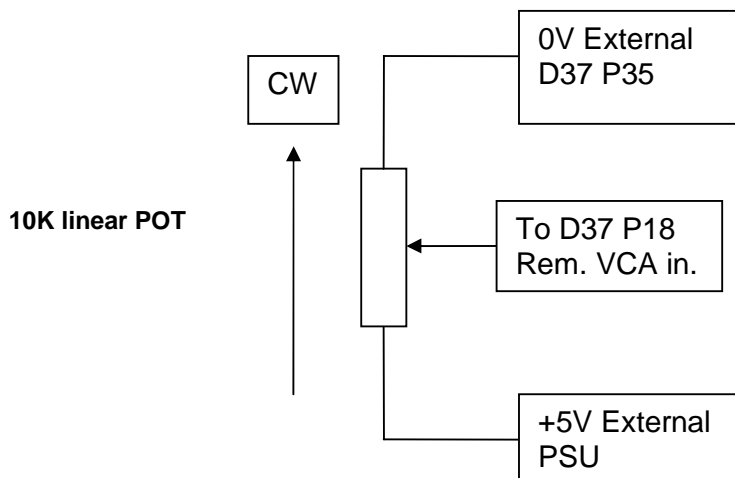 0V External
D37 P35
CW
10K linear POT
To D37 P18
Rem. VCA in.
+5V External
PSU